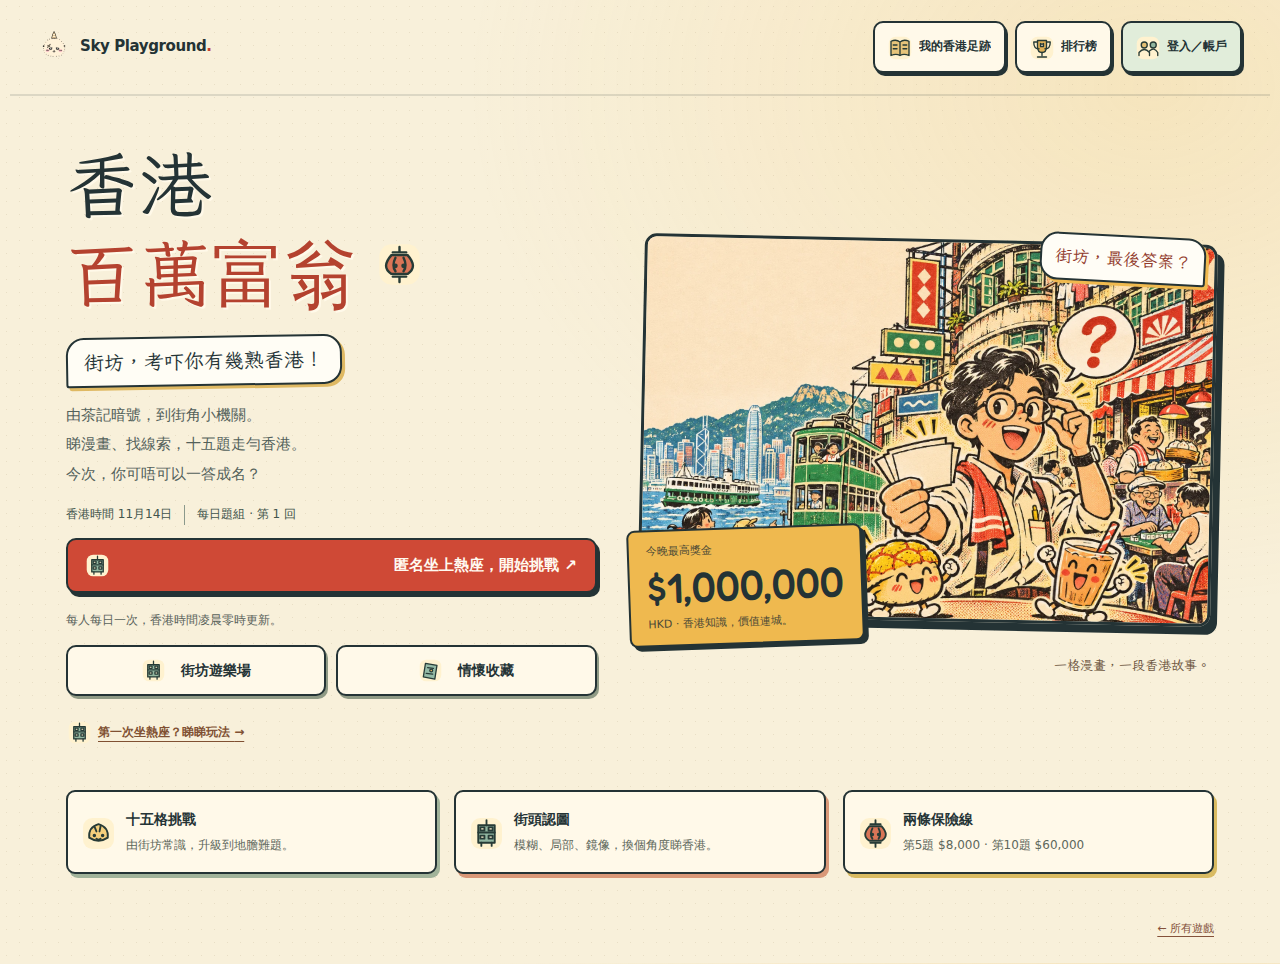 Sky Playground.
我的香港足跡
排行榜
登入／帳戶
香港
百萬富翁
街坊，考吓你有幾熟香港！
由茶記暗號，到街角小機關。
睇漫畫、找線索，十五題走勻香港。
今次，你可唔可以一答成名？
香港時間 11月14日
每日題組 · 第 1 回
匿名坐上熱座，開始挑戰 ↗
每人每日一次，香港時間凌晨零時更新。
街坊遊樂場
情懷收藏
第一次坐熱座？睇睇玩法 →
街坊，最後答案？
?
今晚最高獎金
$1,000,000
HKD · 香港知識，價值連城。
一格漫畫，一段香港故事。
十五格挑戰
由街坊常識，升級到地膽難題。
街頭認圖
模糊、局部、鏡像，換個角度睇香港。
兩條保險線
第5題 $8,000 · 第10題 $60,000
← 所有遊戲